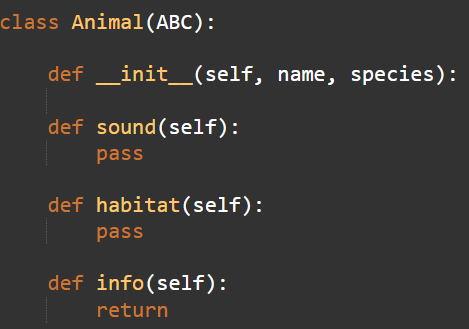 class Animal(ABC):
def __init__(self, name, species):
def sound(self):
pass
def habitat(self):
pass
def info(self):
return